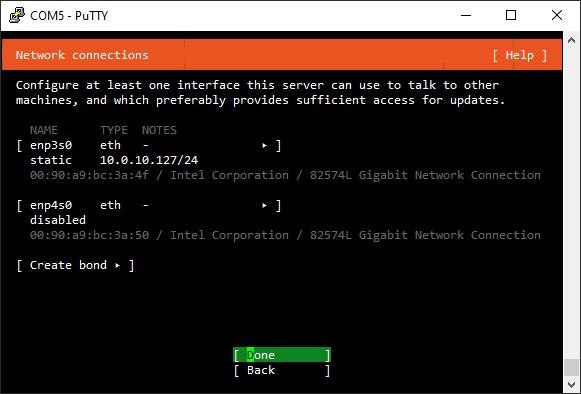 COM5 - PuTTY
Network connections [ Help ]
Configure at least one interface this server can use to talk to other
machines, and which preferably provides sufficient access for updates.
NAME TYPE NOTES
[ enp3s0 eth - ▸ ]
static 10.0.10.127/24
00:90:a9:bc:3a:4f / Intel Corporation / 82574L Gigabit Network Connection
[ enp4s0 eth - ▸ ]
disabled
00:90:a9:bc:3a:50 / Intel Corporation / 82574L Gigabit Network Connection
[ Create bond ▸ ]
[ Done ]
[ Back ]